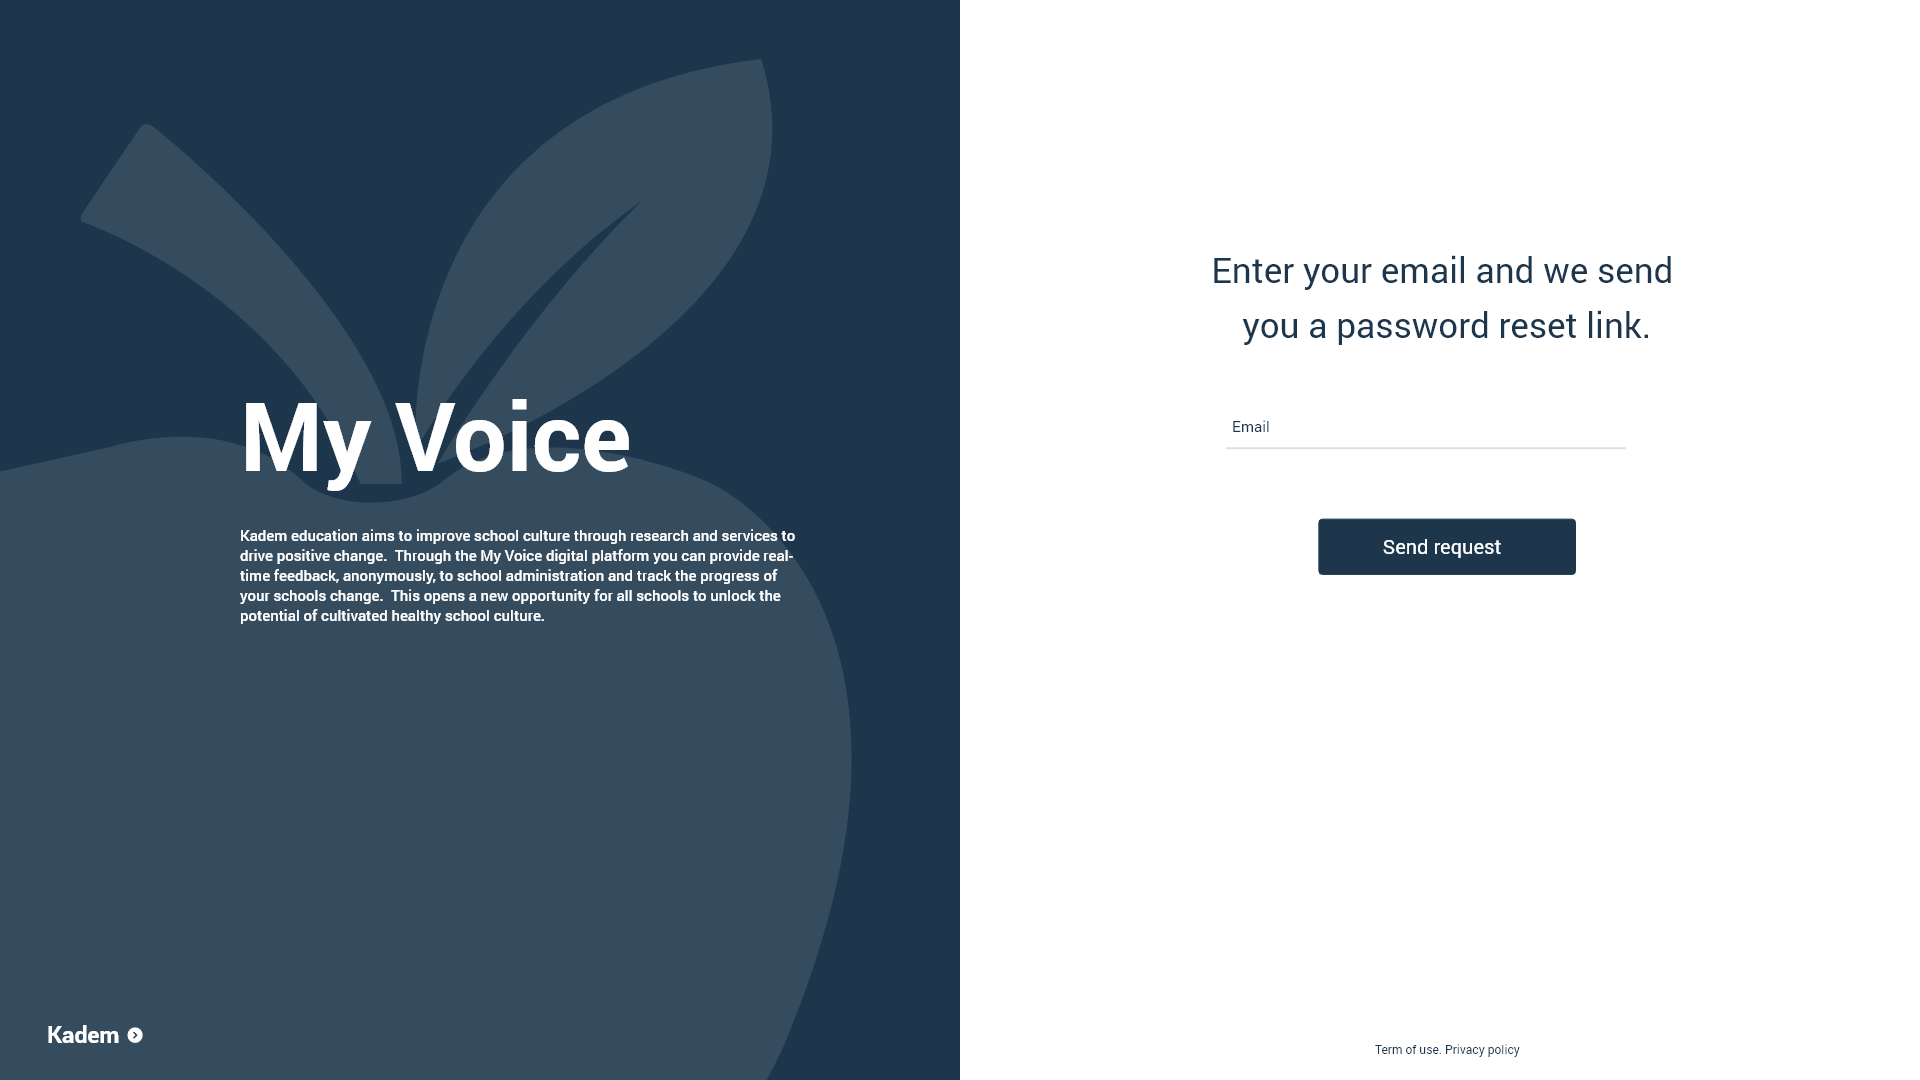 My Voice
Kadem education aims to improve school culture through research and services to
drive positive change.  Through the My Voice digital platform you can provide real-
time feedback, anonymously, to school administration and track the progress of
your schools change.  This opens a new opportunity for all schools to unlock the
potential of cultivated healthy school culture.
Kadem
Enter your email and we send
you a password reset link.
Email
Send request
Term of use. Privacy policy